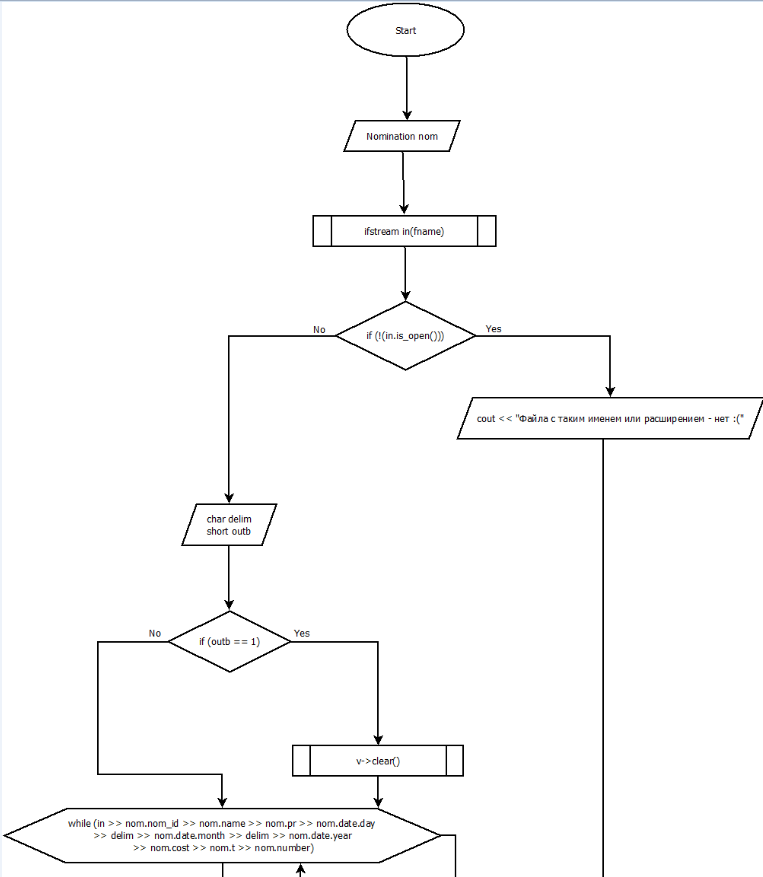 Start
Nomination nom
ifstream in(fname)
if (!(in.is_open()))
No
Yes
cout << "Файла с таким именем или расширением - нет :("
char delim
short outb
if (outb == 1)
No
Yes
v->clear()
while (in >> nom.nom_id >> nom.name >> nom.pr >> nom.date.day
>> delim >> nom.date.month >> delim >> nom.date.year
>> nom.cost >> nom.t >> nom.number)